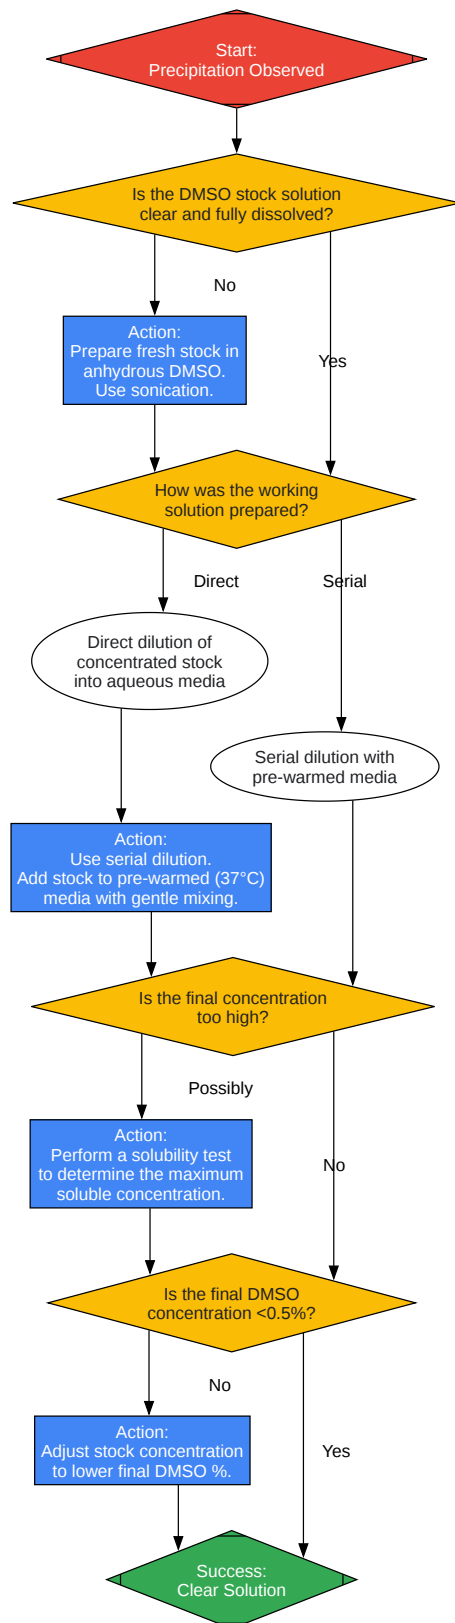 Start:
Precipitation Observed
Is the DMSO stock solution
clear and fully dissolved?
No
Action:
Prepare fresh stock in
anhydrous DMSO.
Use sonication.
Yes
How was the working
solution prepared?
Direct
Serial
Direct dilution of
concentrated stock
into aqueous media
Serial dilution with
pre-warmed media
Action:
Use serial dilution.
Add stock to pre-warmed (37°C)
media with gentle mixing.
Is the final concentration
too high?
Possibly
Action:
Perform a solubility test
to determine the maximum
soluble concentration.
No
Is the final DMSO
concentration <0.5%?
No
Action:
Adjust stock concentration
to lower final DMSO %.
Yes
Success:
Clear Solution